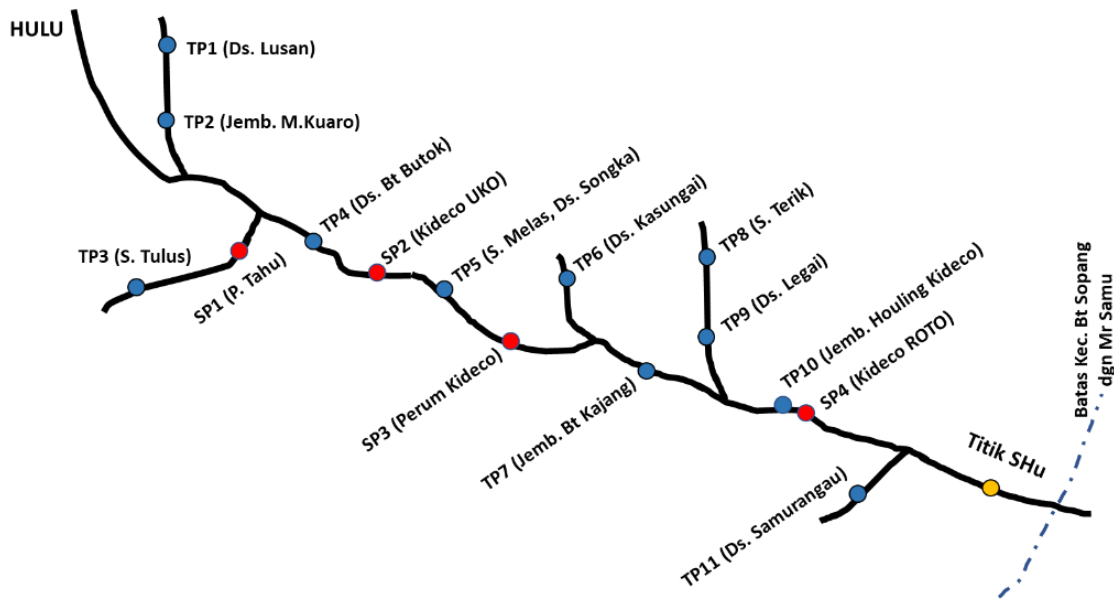 HULU
TP1 (Ds. Lusan)
TP2 (Jemb. M.Kuaro)
TP3 (S. Tulus)
SP1 (P. Tahu)
TP4 (Ds. Bt Butok)
SP2 (Kideco UKO)
TP5 (S. Melas, Ds. Songka)
SP3 (Perum Kideco)
TP6 (Ds. Kasungai)
TP7 (Jemb. Bt Kajang)
TP8 (S. Terik)
TP9 (Ds. Legai)
TP10 (Jemb. Houling Kideco)
SP4 (Kideco ROTO)
TP11 (Ds. Samurangau)
Titik SHu
Batas Kec. Bt Sopang
dgn Mr Samu